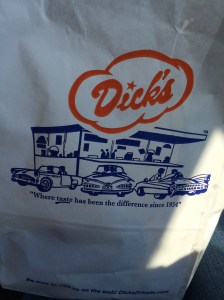 Dick's
"Where taste has been the difference since 1954"